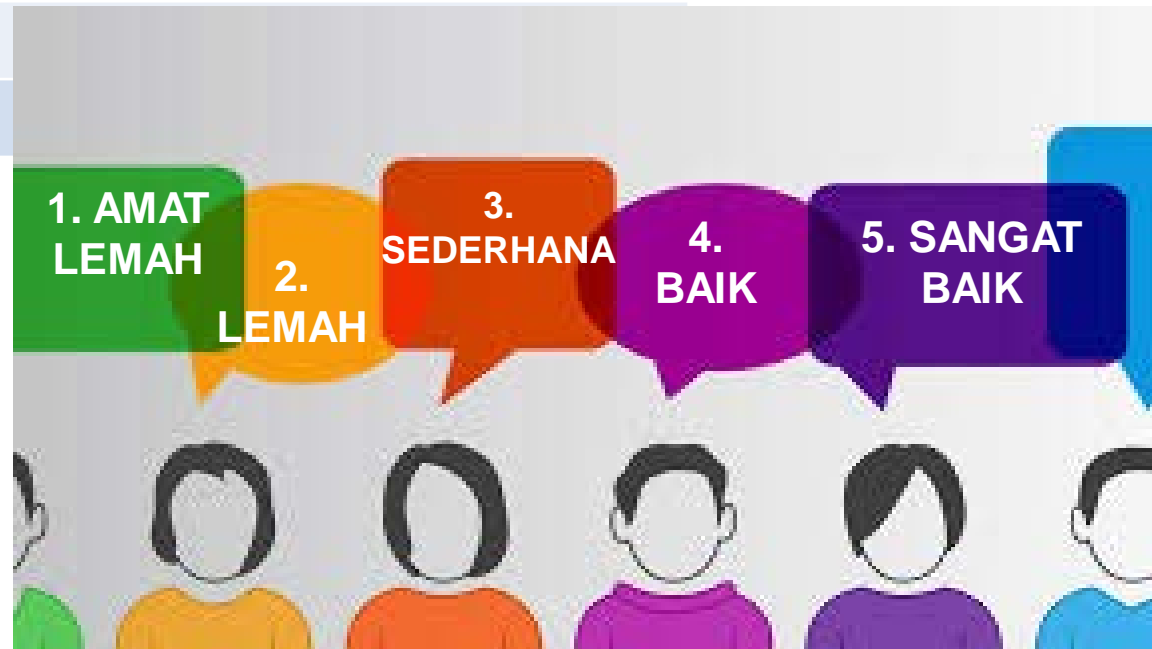 1. AMAT
LEMAH
2.
LEMAH
3.
SEDERHANA
4.
BAIK
5. SANGAT
BAIK